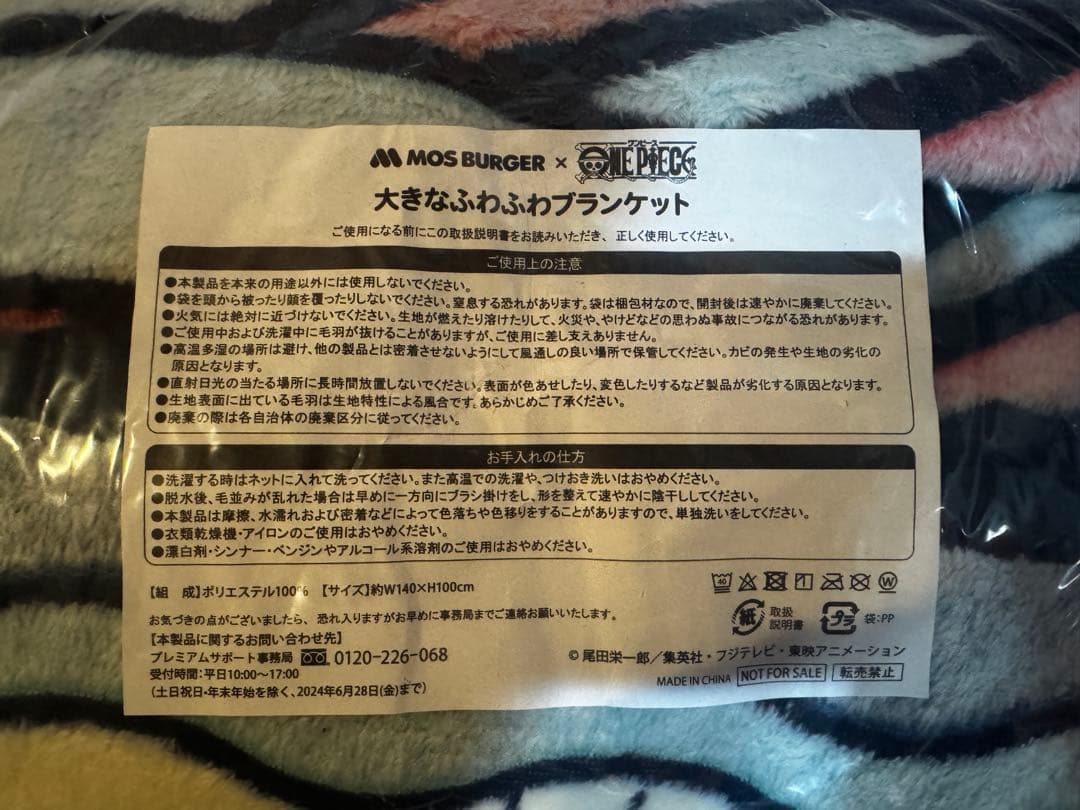 MOS BURGER × ワンピース ONE PIECE
大きなふわふわブランケット
ご使用になる前にこの取扱説明書をお読みいただき、正しく使用してください。
ご使用上の注意
●本製品を本来の用途以外には使用しないでください。
●袋を頭から被ったり顔を覆ったりしないでください。窒息する恐れがあります。袋は梱包材なので、開封後は速やかに廃棄してください。
●火気には絶対に近づけないでください。生地が燃えたり溶けたりして、火災や、やけどなどの思わぬ事故につながる恐れがあります。
●ご使用中および洗濯中に毛羽が抜けることがありますが、ご使用に差し支えありません。
●高温多湿の場所は避け、他の製品とは密着させないようにして風通しの良い場所で保管してください。カビの発生や生地の劣化の
原因となります。
●直射日光の当たる場所に長時間放置しないでください。表面が色あせしたり、変色したりするなど製品が劣化する原因となります。
●生地表面に出ている毛羽は生地特性による風合です。あらかじめご了承ください。
●廃棄の際は各自治体の廃棄区分に従ってください。
お手入れの仕方
●洗濯する時はネットに入れて洗ってください。また高温での洗濯や、つけおき洗いはおやめください。
●脱水後、毛並みが乱れた場合は早めに一方向にブラシ掛けをし、形を整えて速やかに陰干ししてください。
●本製品は摩擦、水濡れおよび密着などによって色落ちや色移りをすることがありますので、単独洗いをしてください。
●衣類乾燥機・アイロンのご使用はおやめください。
●漂白剤・シンナー・ベンジンやアルコール系溶剤のご使用はおやめください。
【組 成】ポリエステル100% 【サイズ】約W140×H100cm
40 W
お気づきの点がございましたら、恐れ入りますがお早めに事務局までご連絡お願いいたします。
紙 取扱説明書 プラ 袋:PP
【本製品に関するお問い合わせ先】
プレミアムサポート事務局 0120-226-068
受付時間:平日10:00〜17:00
(土日祝日・年末年始を除く、2024年6月28日(金)まで)
©尾田栄一郎/集英社・フジテレビ・東映アニメーション
MADE IN CHINA NOT FOR SALE 転売禁止